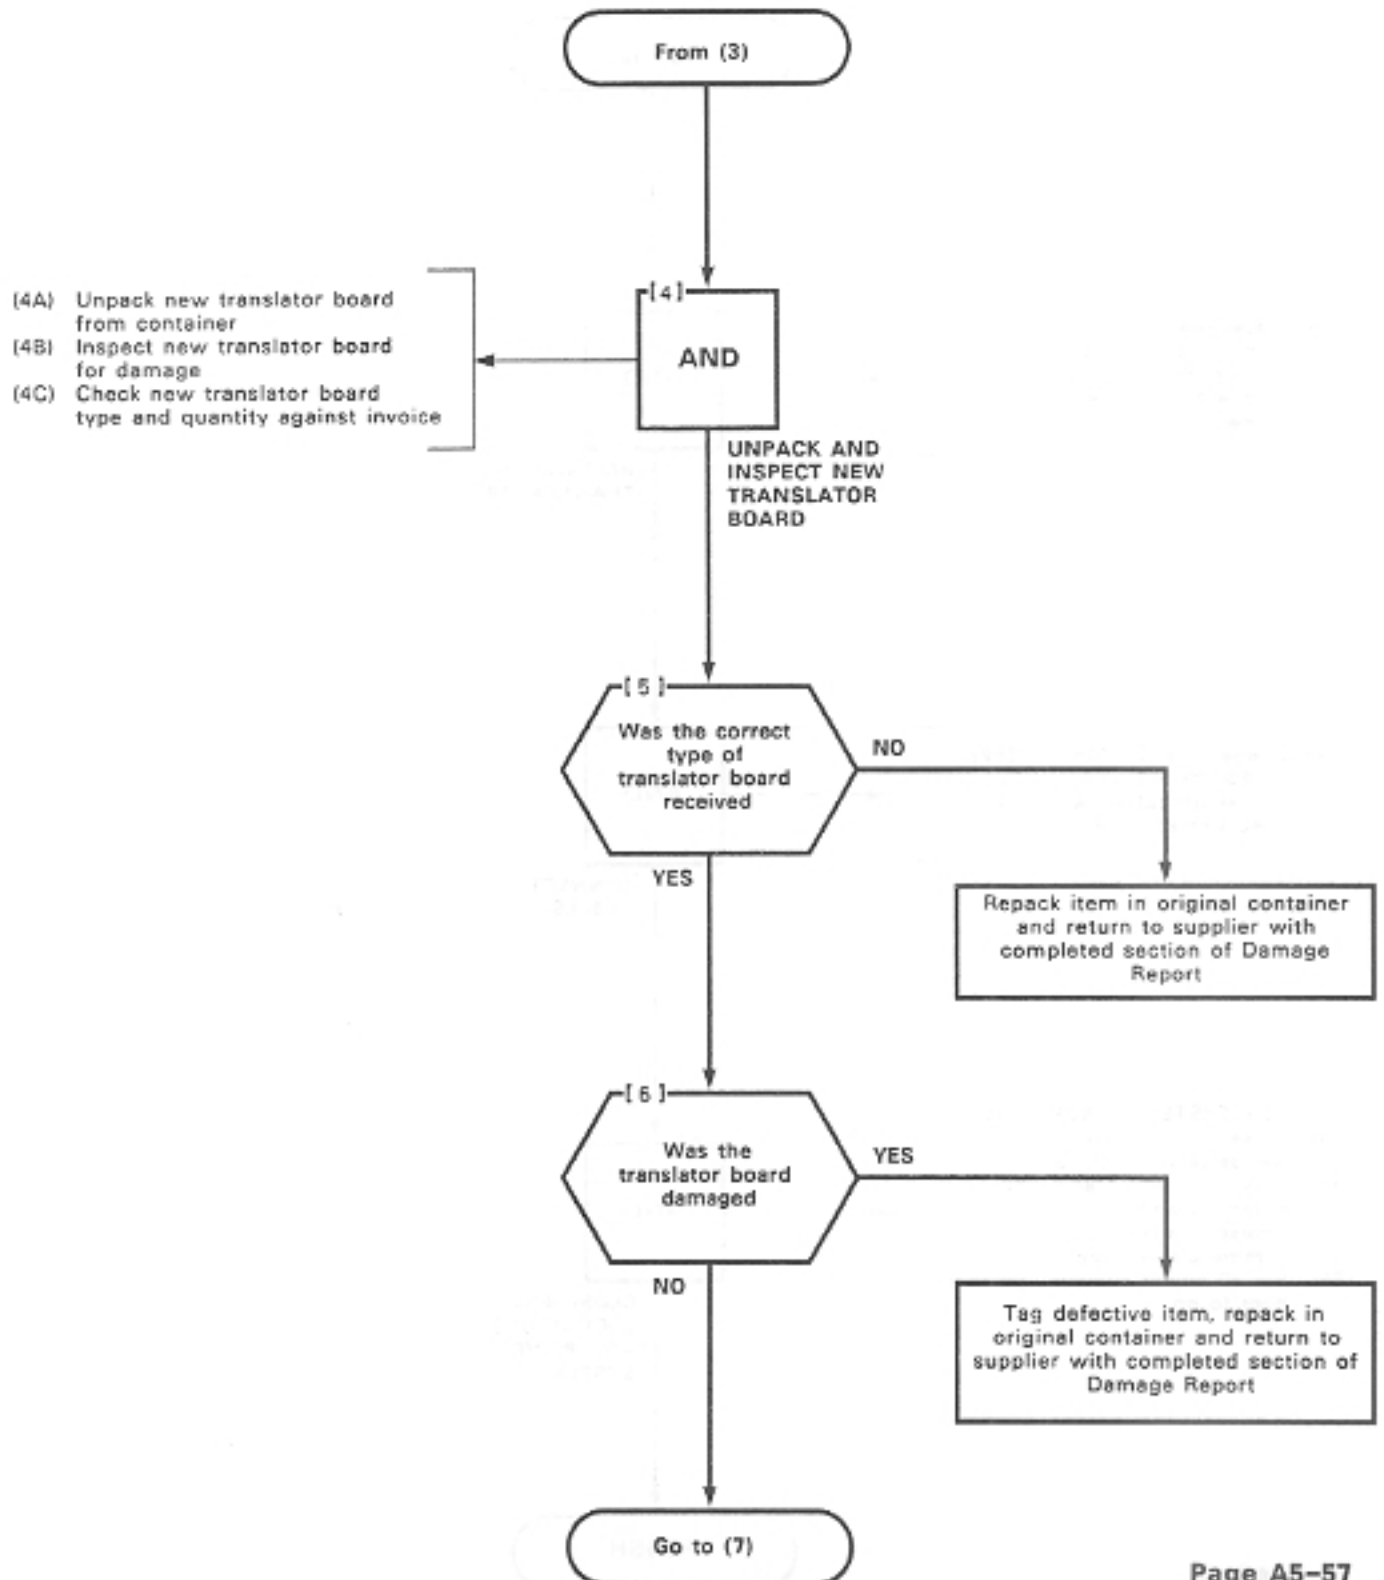 From (3)
[4]
AND
(4A) Unpack new translator board
from container
(4B) Inspect new translator board
for damage
(4C) Check new translator board
type and quantity against invoice
UNPACK AND
INSPECT NEW
TRANSLATOR
BOARD
[ 5 ]
Was the correct
type of
translator board
received
NO
YES
Repack item in original container
and return to supplier with
completed section of Damage
Report
[ 6 ]
Was the
translator board
damaged
YES
NO
Tag defective item, repack in
original container and return to
supplier with completed section of
Damage Report
Go to (7)
Page A5–57